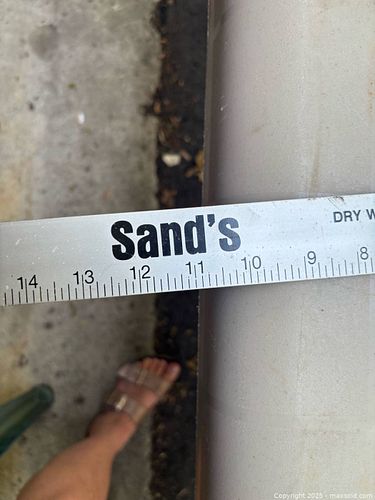 Sand's
DRY W
14 13 12 11 10 9 8
Copyright 2025 - maxsold.com